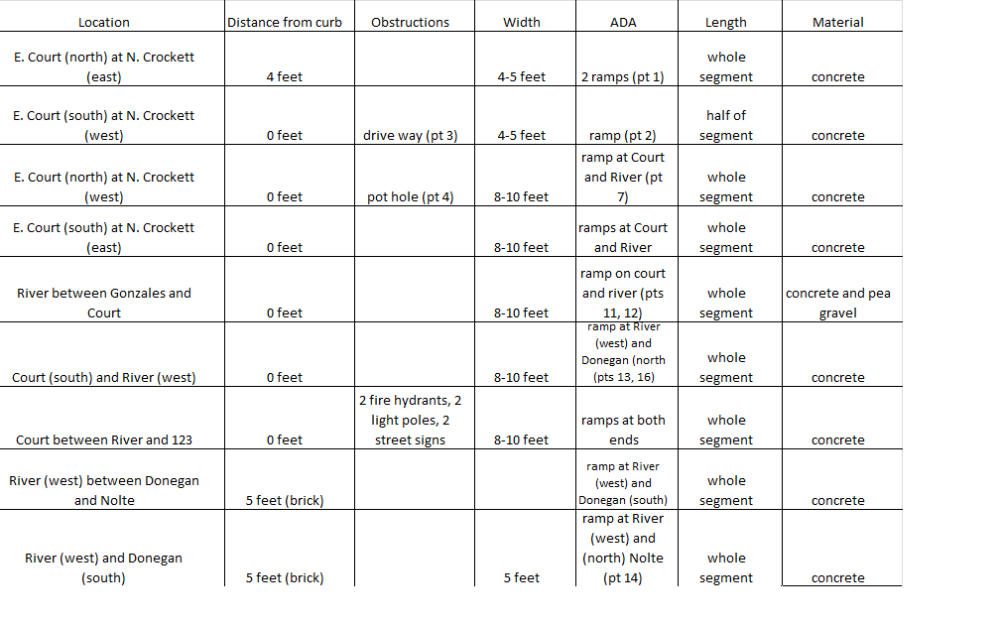 Location Distance from curb Obstructions Width ADA Length Material
E. Court (north) at N. Crockett
(east)
4 feet
4-5 feet
2 ramps (pt 1)
whole
segment
concrete
E. Court (south) at N. Crockett
(west)
0 feet
drive way (pt 3)
4-5 feet
ramp (pt 2)
half of
segment
concrete
E. Court (north) at N. Crockett
(west)
0 feet
pot hole (pt 4)
8-10 feet
ramp at Court
and River (pt
7)
whole
segment
concrete
E. Court (south) at N. Crockett
(east)
0 feet
8-10 feet
ramps at Court
and River
whole
segment
concrete
River between Gonzales and
Court
0 feet
8-10 feet
ramp on court
and river (pts
11, 12)
whole
segment
concrete and pea
gravel
Court (south) and River (west)
0 feet
8-10 feet
ramp at River
(west) and
Donegan (north
(pts 13, 16)
whole
segment
concrete
Court between River and 123
0 feet
2 fire hydrants, 2
light poles, 2
street signs
8-10 feet
ramps at both
ends
whole
segment
concrete
River (west) between Donegan
and Nolte
5 feet (brick)
ramp at River
(west) and
Donegan (south)
whole
segment
concrete
River (west) and Donegan
(south)
5 feet (brick)
5 feet
ramp at River
(west) and
(north) Nolte
(pt 14)
whole
segment
concrete